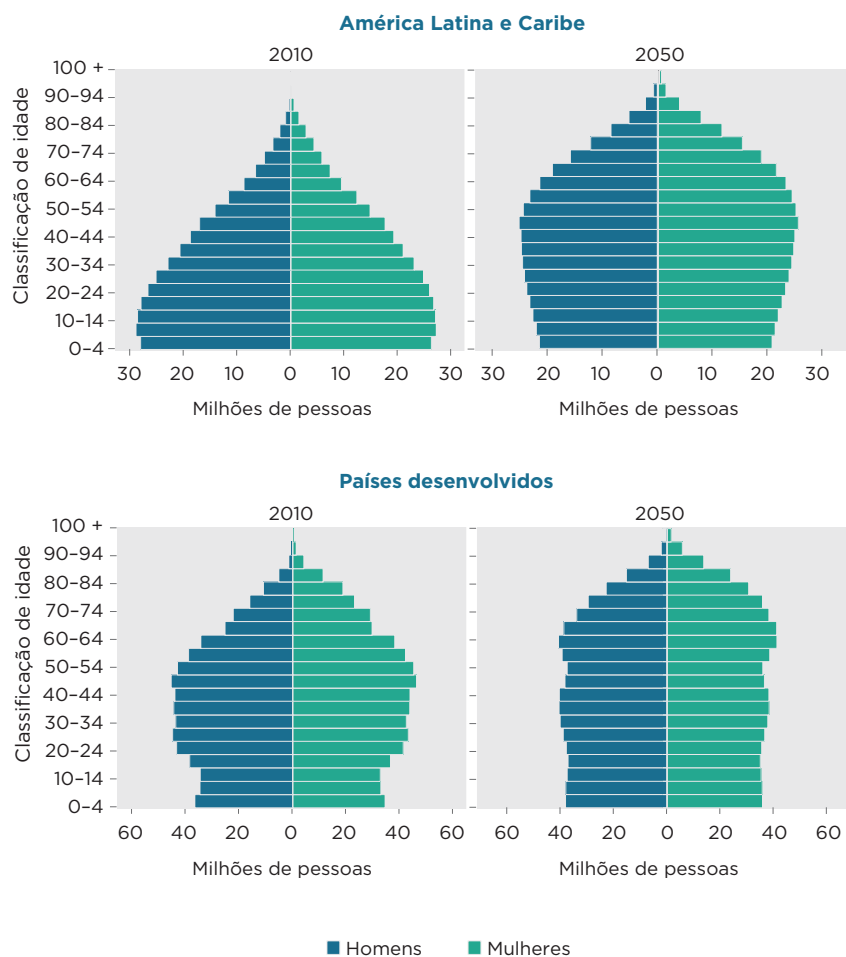 América Latina e Caribe
2010
2050
Classificação de idade
100 +
90–94
80–84
70–74
60–64
50–54
40–44
30–34
20–24
10–14
0–4
30 20 10 0 10 20 30
30 20 10 0 10 20 30
Milhões de pessoas
Milhões de pessoas
Países desenvolvidos
2010
2050
Classificação de idade
100 +
90–94
80–84
70–74
60–64
50–54
40–44
30–34
20–24
10–14
0–4
60 40 20 0 20 40 60
60 40 20 0 20 40 60
Milhões de pessoas
Milhões de pessoas
Homens Mulheres